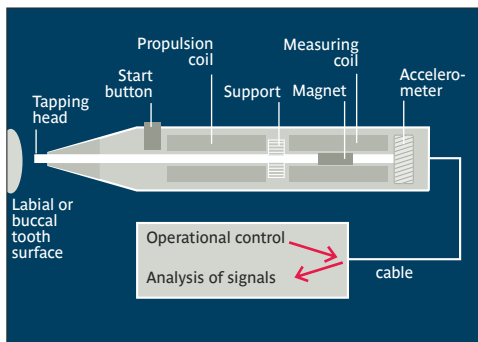 Propulsion
coil
Measuring
coil
Start
button
Support
Magnet
Accelero-
meter
Tapping
head
Labial or
buccal
tooth
surface
Operational control
Analysis of signals
cable